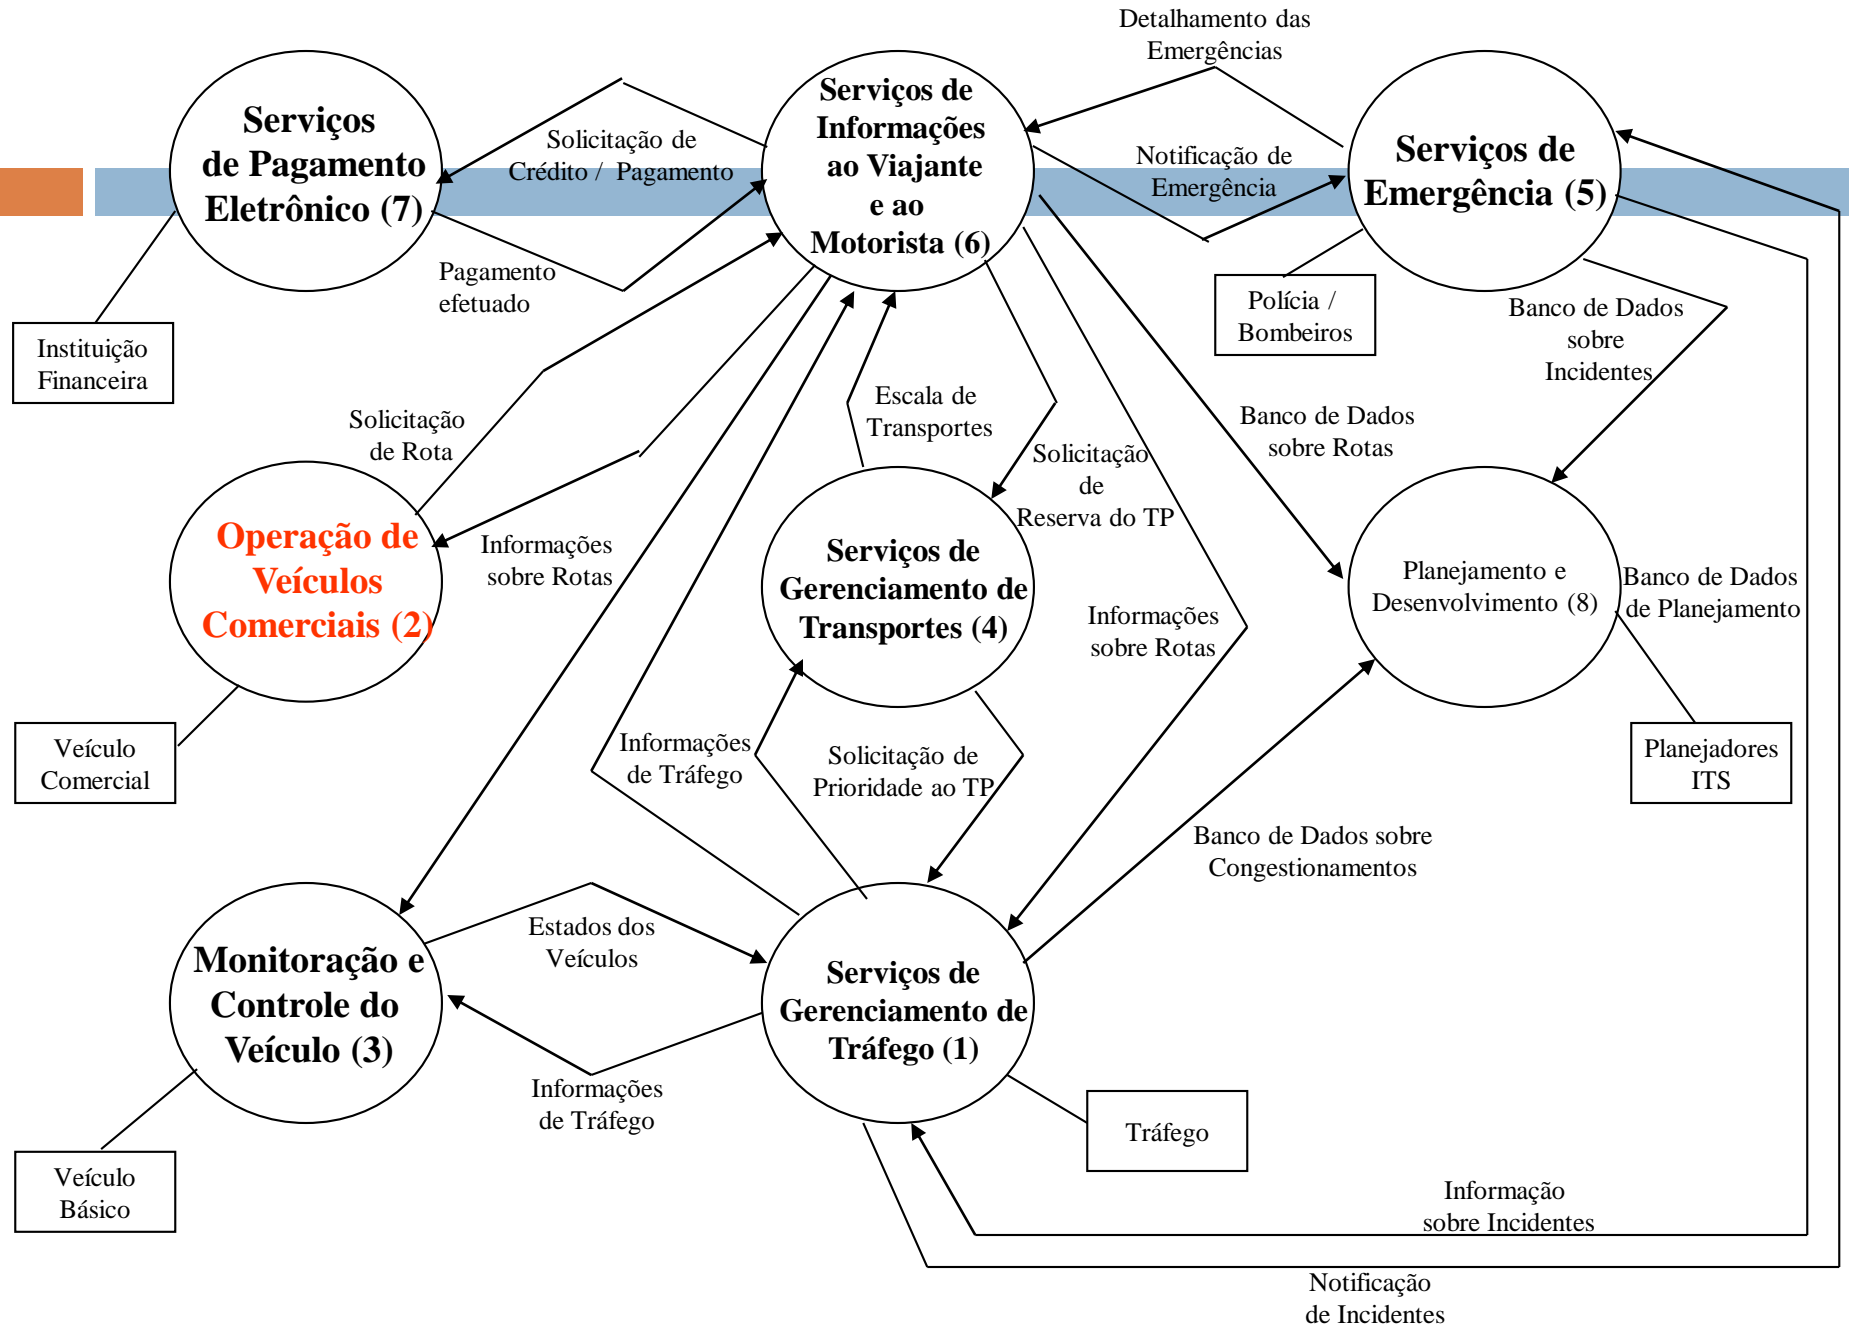 Detalhamento das
Emergências
Serviços
de Pagamento
Eletrônico (7)
Solicitação de
Crédito / Pagamento
Serviços de
Informações
ao Viajante
e ao
Motorista (6)
Notificação de
Emergência
Serviços de
Emergência (5)
Pagamento
efetuado
Instituição
Financeira
Polícia /
Bombeiros
Banco de Dados
sobre
Incidentes
Solicitação
de Rota
Escala de
Transportes
Solicitação
de
Reserva do TP
Banco de Dados
sobre Rotas
Operação de
Veículos
Comerciais (2)
Informações
sobre Rotas
Serviços de
Gerenciamento de
Transportes (4)
Informações
sobre Rotas
Planejamento e
Desenvolvimento (8)
Banco de Dados
de Planejamento
Veículo
Comercial
Informações
de Tráfego
Solicitação de
Prioridade ao TP
Planejadores
ITS
Banco de Dados sobre
Congestionamentos
Monitoração e
Controle do
Veículo (3)
Estados dos
Veículos
Serviços de
Gerenciamento de
Tráfego (1)
Informações
de Tráfego
Tráfego
Veículo
Básico
Informação
sobre Incidentes
Notificação
de Incidentes